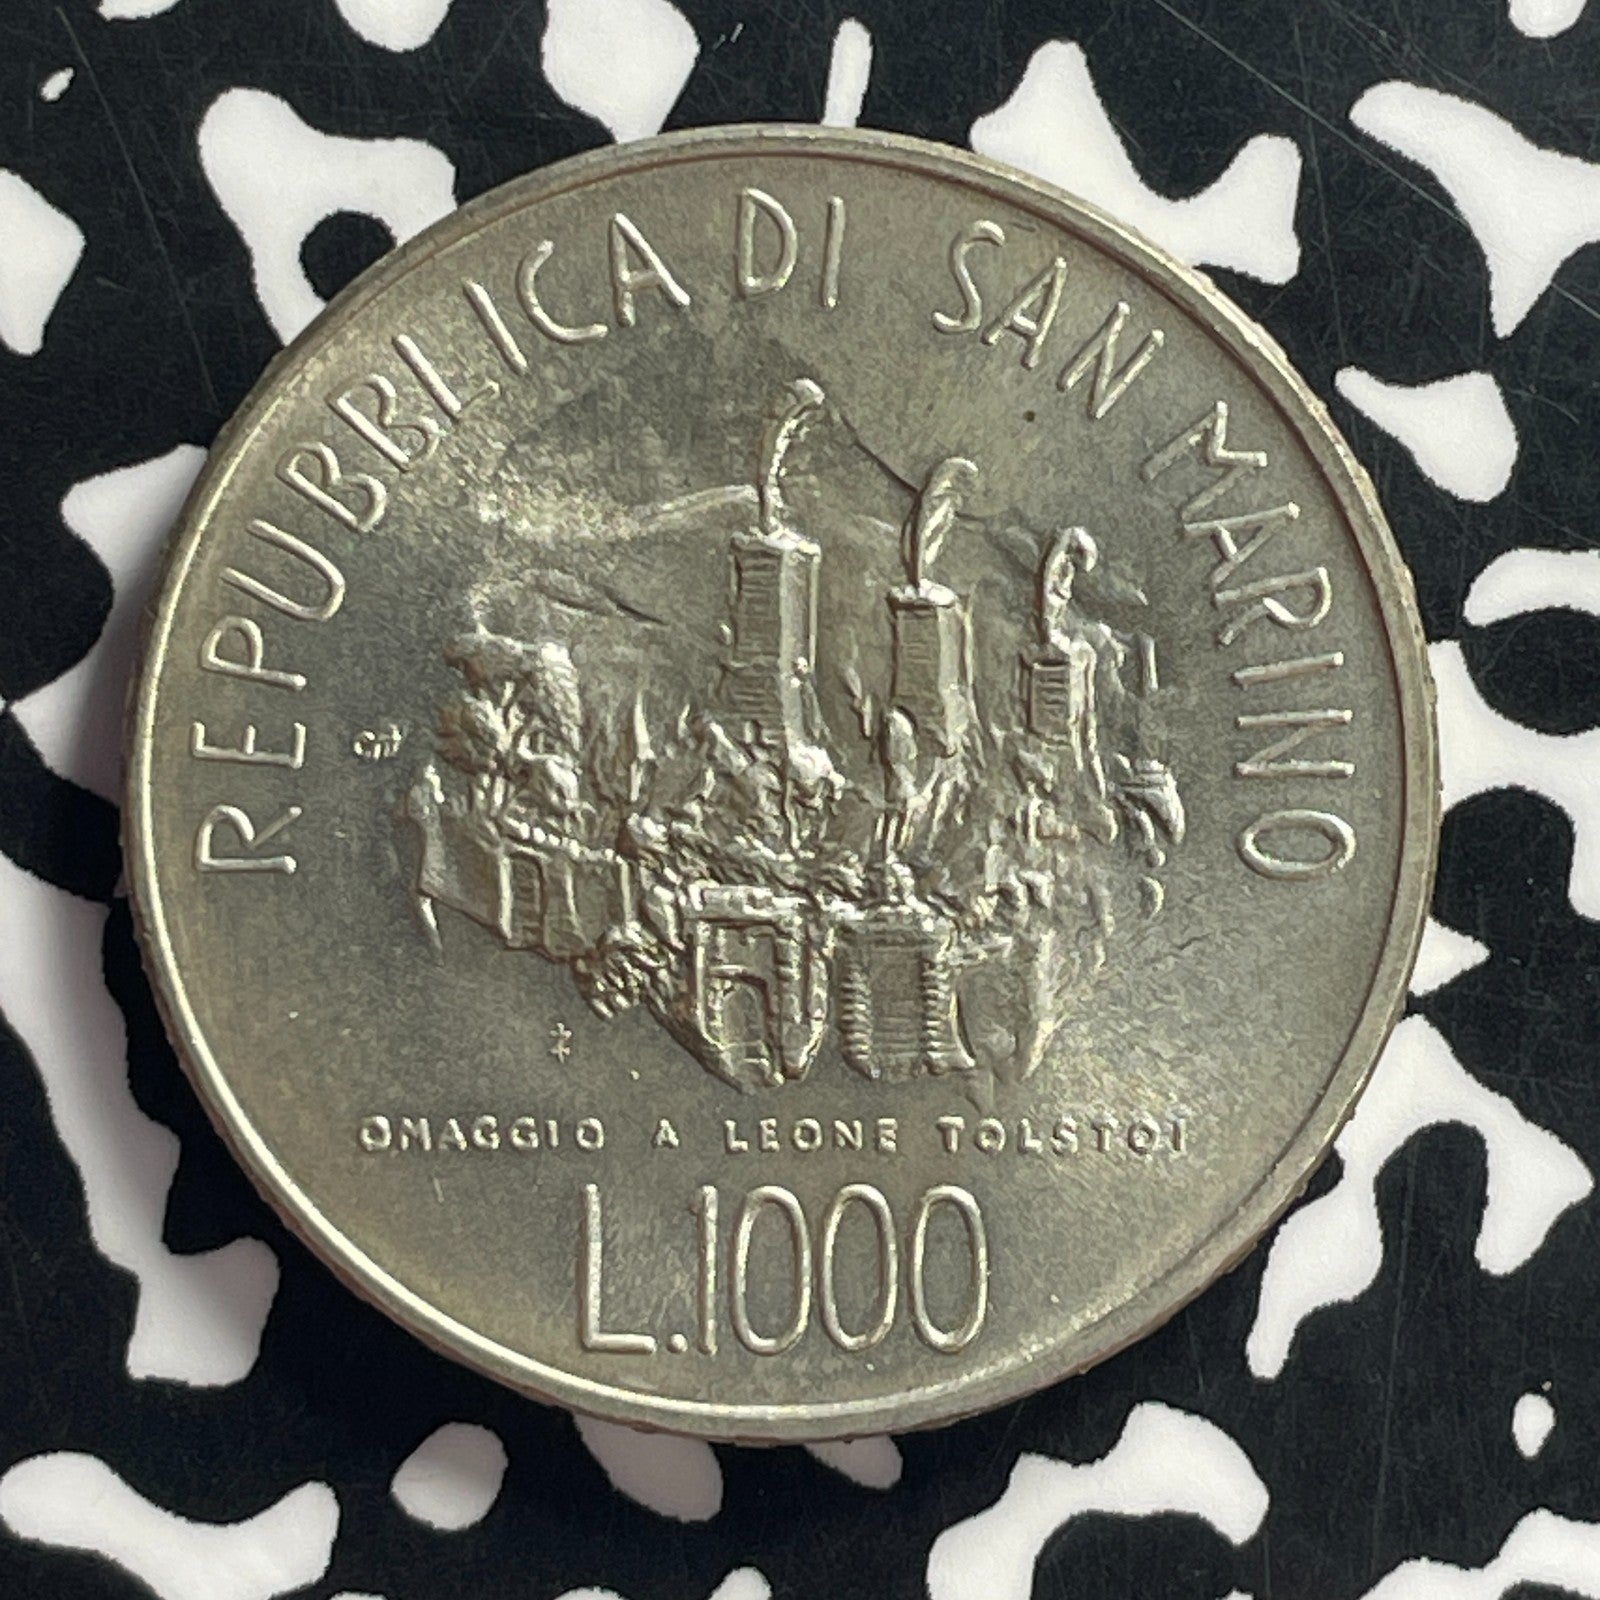 REPUBBLICA DI SAN MARINO
OMAGGIO A LEONE TOLSTOI
L.1000